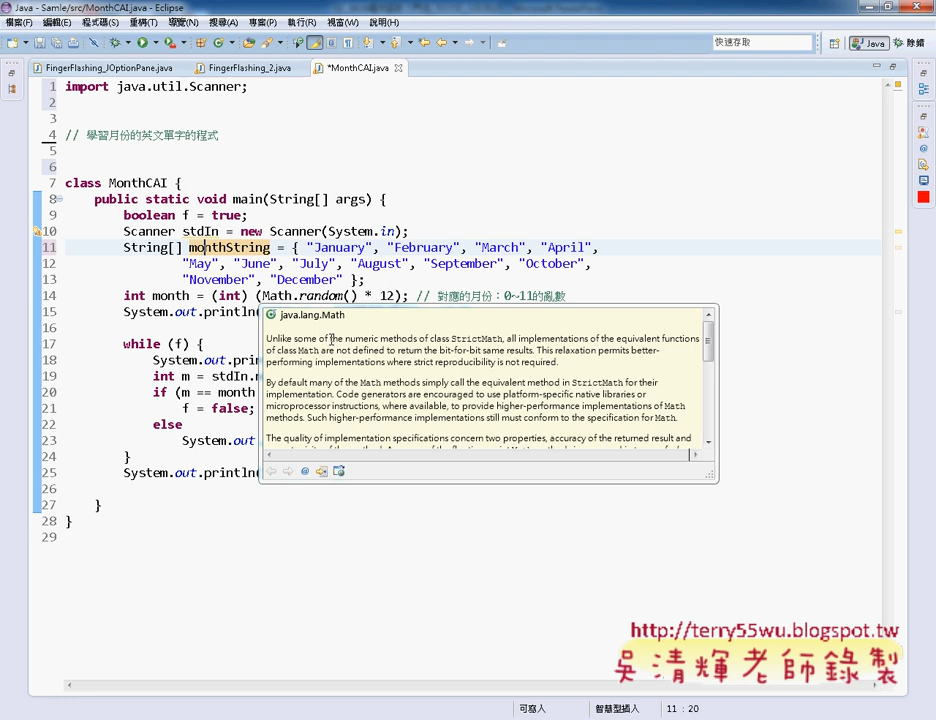 Java - Samle/src/MonthCAI.java - Eclipse
檔案(F) 編輯(E) 程式碼(S) 重構(T) 導覽(N) 搜尋(A) 專案(P) 執行(R) 視窗(W) 說明(H)
快速存取
Java
除錯
FingerFlashing_JOptionPane.java
FingerFlashing_2.java
*MonthCAI.java
1 import java.util.Scanner;
2
3
4 // 學習月份的英文單字的程式
5
6
7 class MonthCAI {
8 public static void main(String[] args) {
9 boolean f = true;
10 Scanner stdIn = new Scanner(System.in);
11 String[] monthString = { "January", "February", "March", "April",
12 "May", "June", "July", "August", "September", "October",
13 "November", "December" };
14 int month = (int) (Math.random() * 12); // 對應的月份：0~11的亂數
15 System.out.println(
16
17 while (f) {
18 System.out.prin
19 int m = stdIn.n
20 if (m == month
21 f = false;
22 else
23 System.out
24 }
25 System.out.println(
26
27 }
28 }
29
java.lang.Math
Unlike some of the numeric methods of class StrictMath, all implementations of the equivalent functions
of class Math are not defined to return the bit-for-bit same results. This relaxation permits better-
performing implementations where strict reproducibility is not required.
By default many of the Math methods simply call the equivalent method in StrictMath for their
implementation. Code generators are encouraged to use platform-specific native libraries or
microprocessor instructions, where available, to provide higher-performance implementations of Math
methods. Such higher-performance implementations still must conform to the specification for Math.
The quality of implementation specifications concern two properties, accuracy of the returned result and
http://terry55wu.blogspot.tw
吳清輝老師錄製
可寫入
智慧型插入
11 : 20